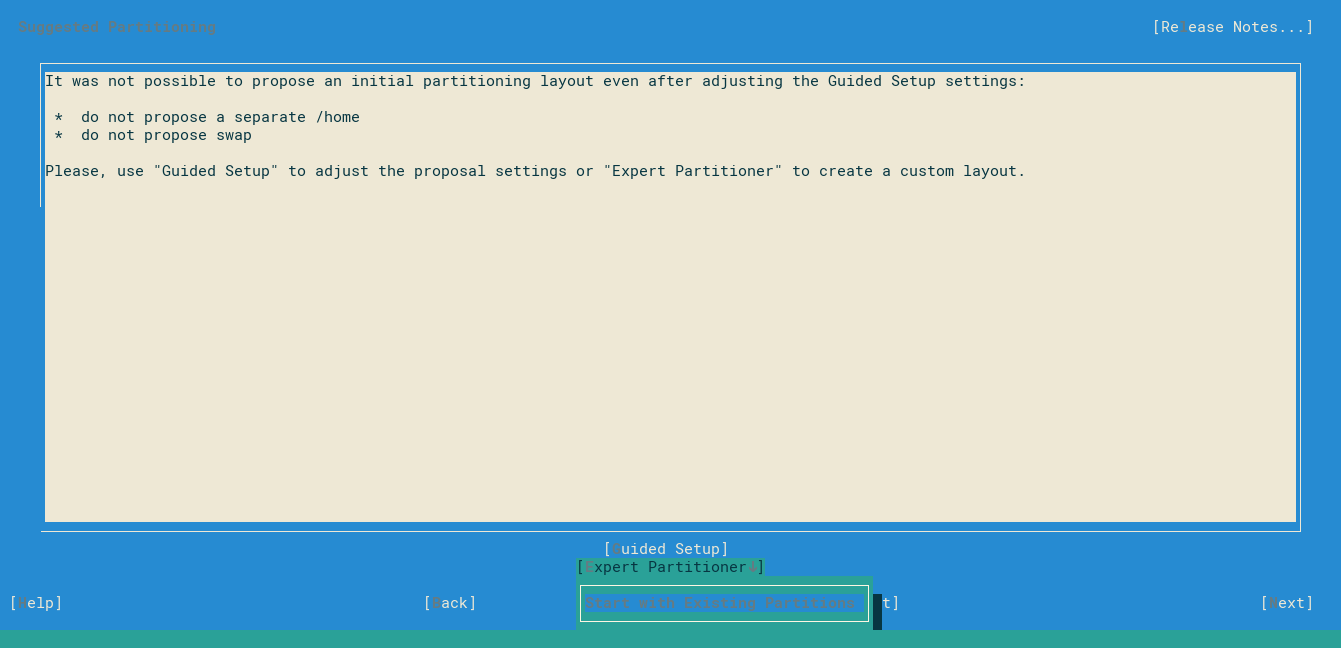 Suggested Partitioning [Release Notes...]
It was not possible to propose an initial partitioning layout even after adjusting the Guided Setup settings:
* do not propose a separate /home
* do not propose swap
Please, use "Guided Setup" to adjust the proposal settings or "Expert Partitioner" to create a custom layout.
[Guided Setup]
[Expert Partitioner↓]
[Help] [Back] Start with Existing Partitions t] [Next]